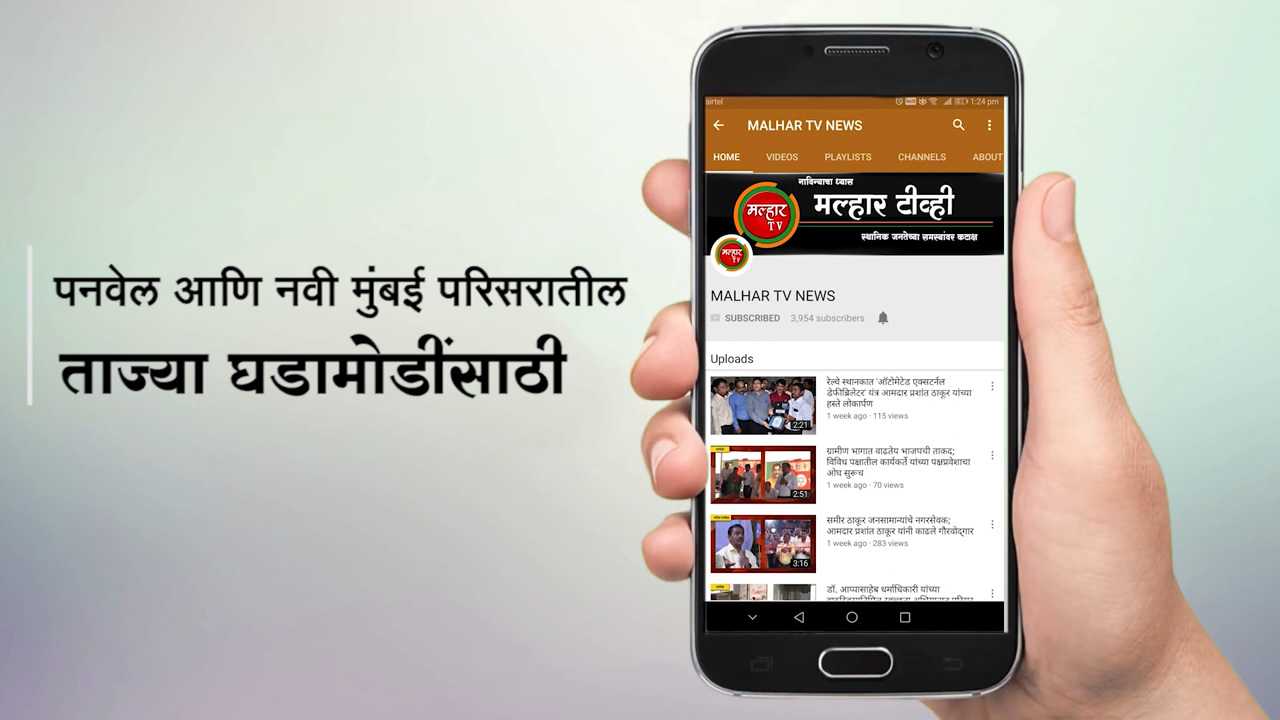 पनवेल आणि नवी मुंबई परिसरातील
ताज्या घडामोडींसाठी
airtel
1:24 pm
MALHAR TV NEWS
HOME VIDEOS PLAYLISTS CHANNELS ABOUT
नाविन्याचा ध्यास
मल्हार टीव्ही
मल्हार
TV
स्थानिक जनतेच्या समस्यांवर कटाक्ष
मल्हार
TV
MALHAR TV NEWS
SUBSCRIBED 3,954 subscribers
Uploads
रेल्वे स्थानकात 'ऑटोमेटेड एक्सटर्नल
डेफीब्रिलेटर' यंत्र आमदार प्रशांत ठाकूर यांच्या
हस्ते लोकार्पण
1 week ago · 115 views
2:21
ग्रामीण भागात वाढतेय भाजपची ताकद;
विविध पक्षातील कार्यकर्ते यांच्या पक्षप्रवेशाचा
ओघ सुरूच
1 week ago · 70 views
2:51
समीर ठाकूर जनसामान्यांचे नगरसेवक;
आमदार प्रशांत ठाकूर यांनी काढले गौरवोद्गार
1 week ago · 283 views
3:16
डॉ. आप्पासाहेब धर्माधिकारी यांच्या